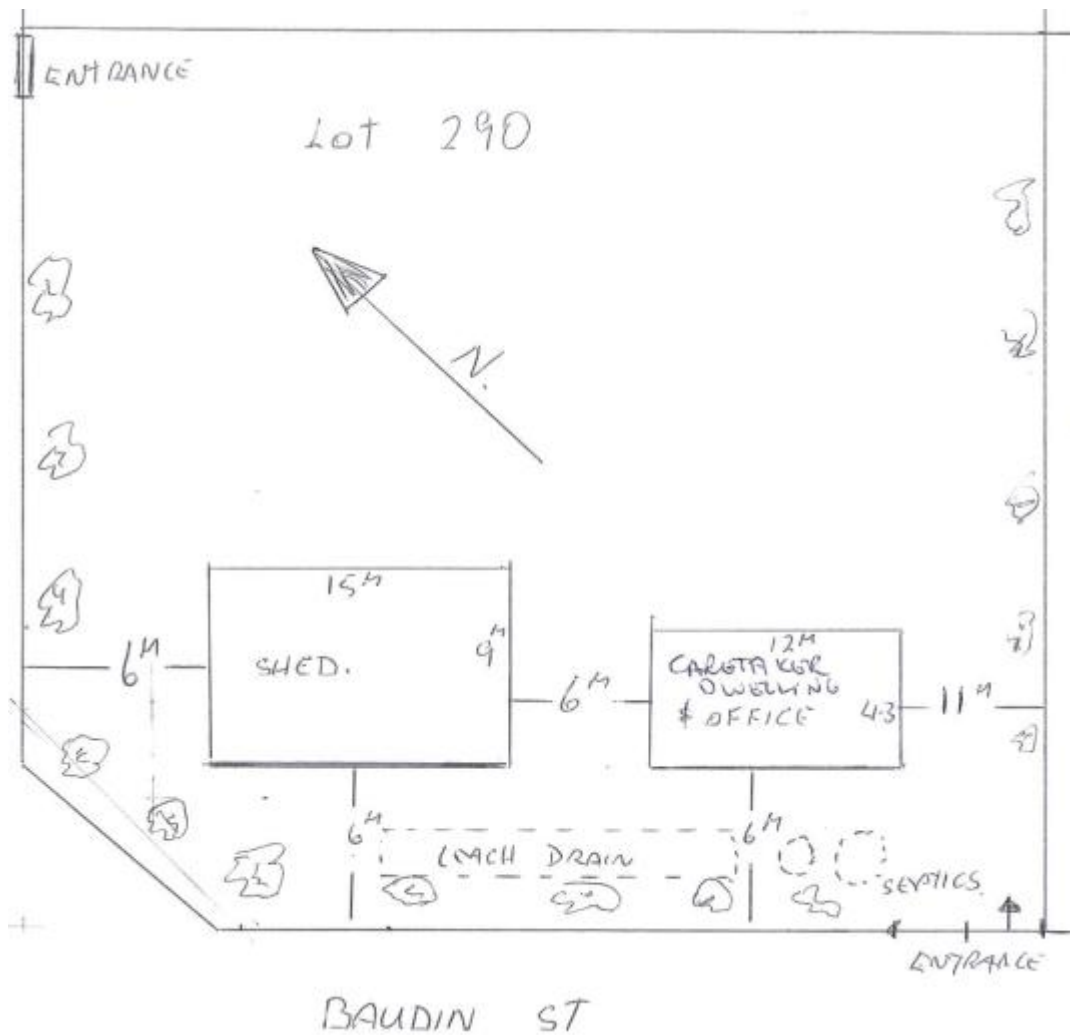 ENTRANCE
LOT 290
N.
15M
9M
SHED.
6M
6M
12M
CARETAKER
DWELLING
& OFFICE
4.3
11M
6M
LEACH DRAIN
6M
SEPTICS.
ENTRANCE
BAUDIN ST